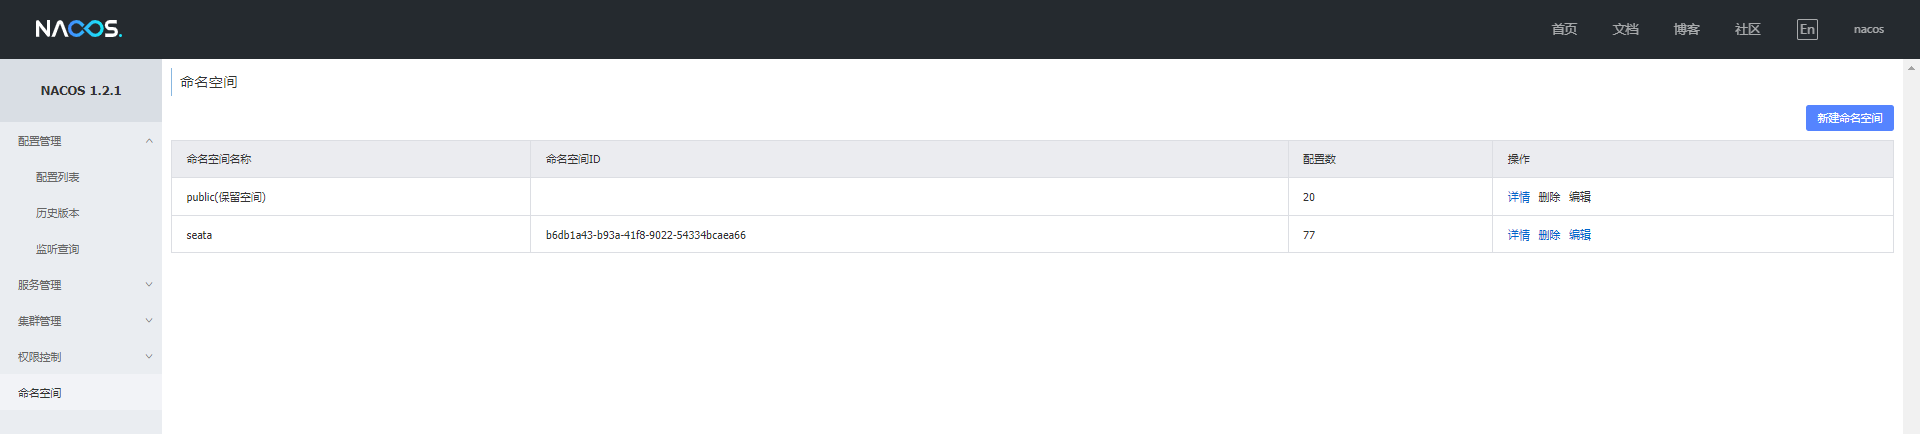 NACOS.
首页 文档 博客 社区 En nacos
NACOS 1.2.1
配置管理
配置列表
历史版本
监听查询
服务管理
集群管理
权限控制
命名空间
命名空间
新建命名空间
命名空间名称 命名空间ID 配置数 操作
public(保留空间) 20 详情 删除 编辑
seata b6db1a43-b93a-41f8-9022-54334bcaea66 77 详情 删除 编辑